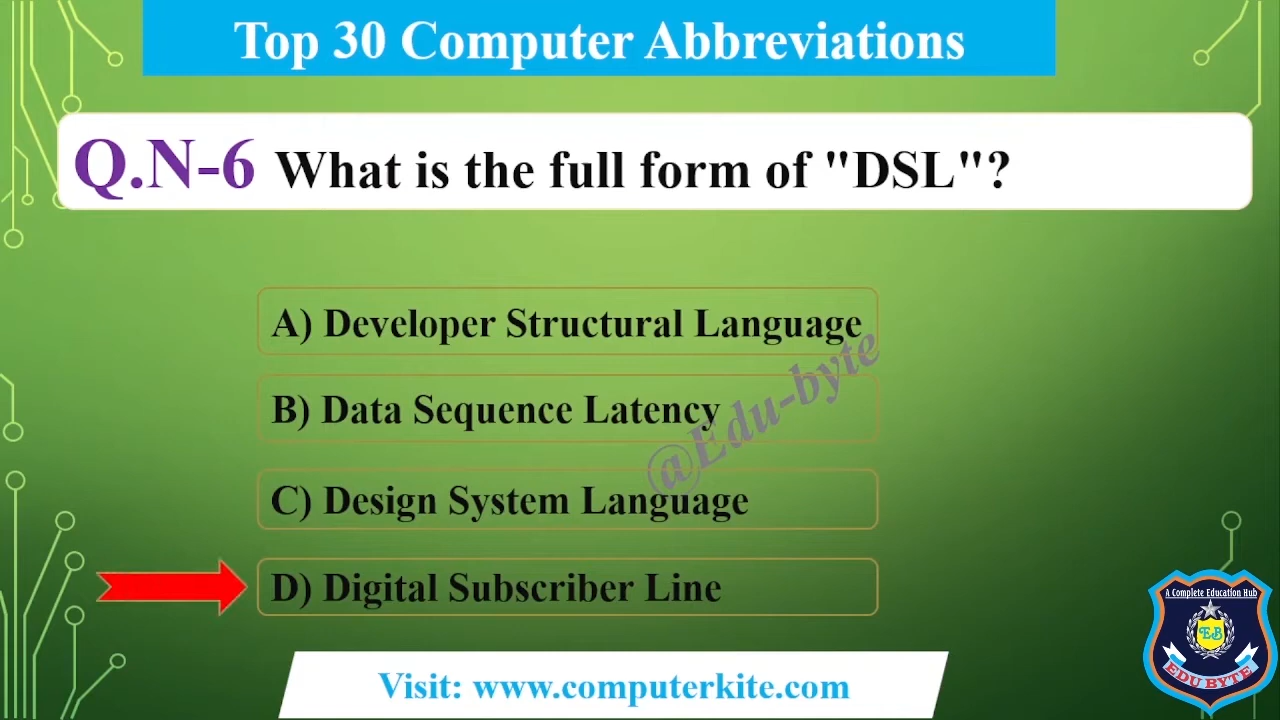 Top 30 Computer Abbreviations
Q.N-6 What is the full form of "DSL"?
A) Developer Structural Language
B) Data Sequence Latency
C) Design System Language
D) Digital Subscriber Line
@Edu-byte
Visit: www.computerkite.com
A Complete Education Hub
EB
EDU BYTE